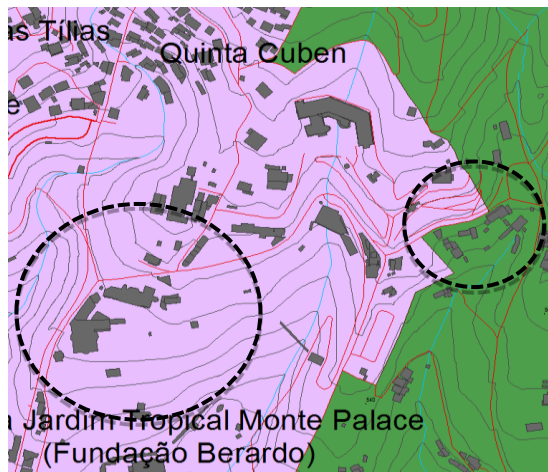 as Tílias
Quinta Cuben
e
a Jardim Tropical Monte Palace
(Fundação Berardo)